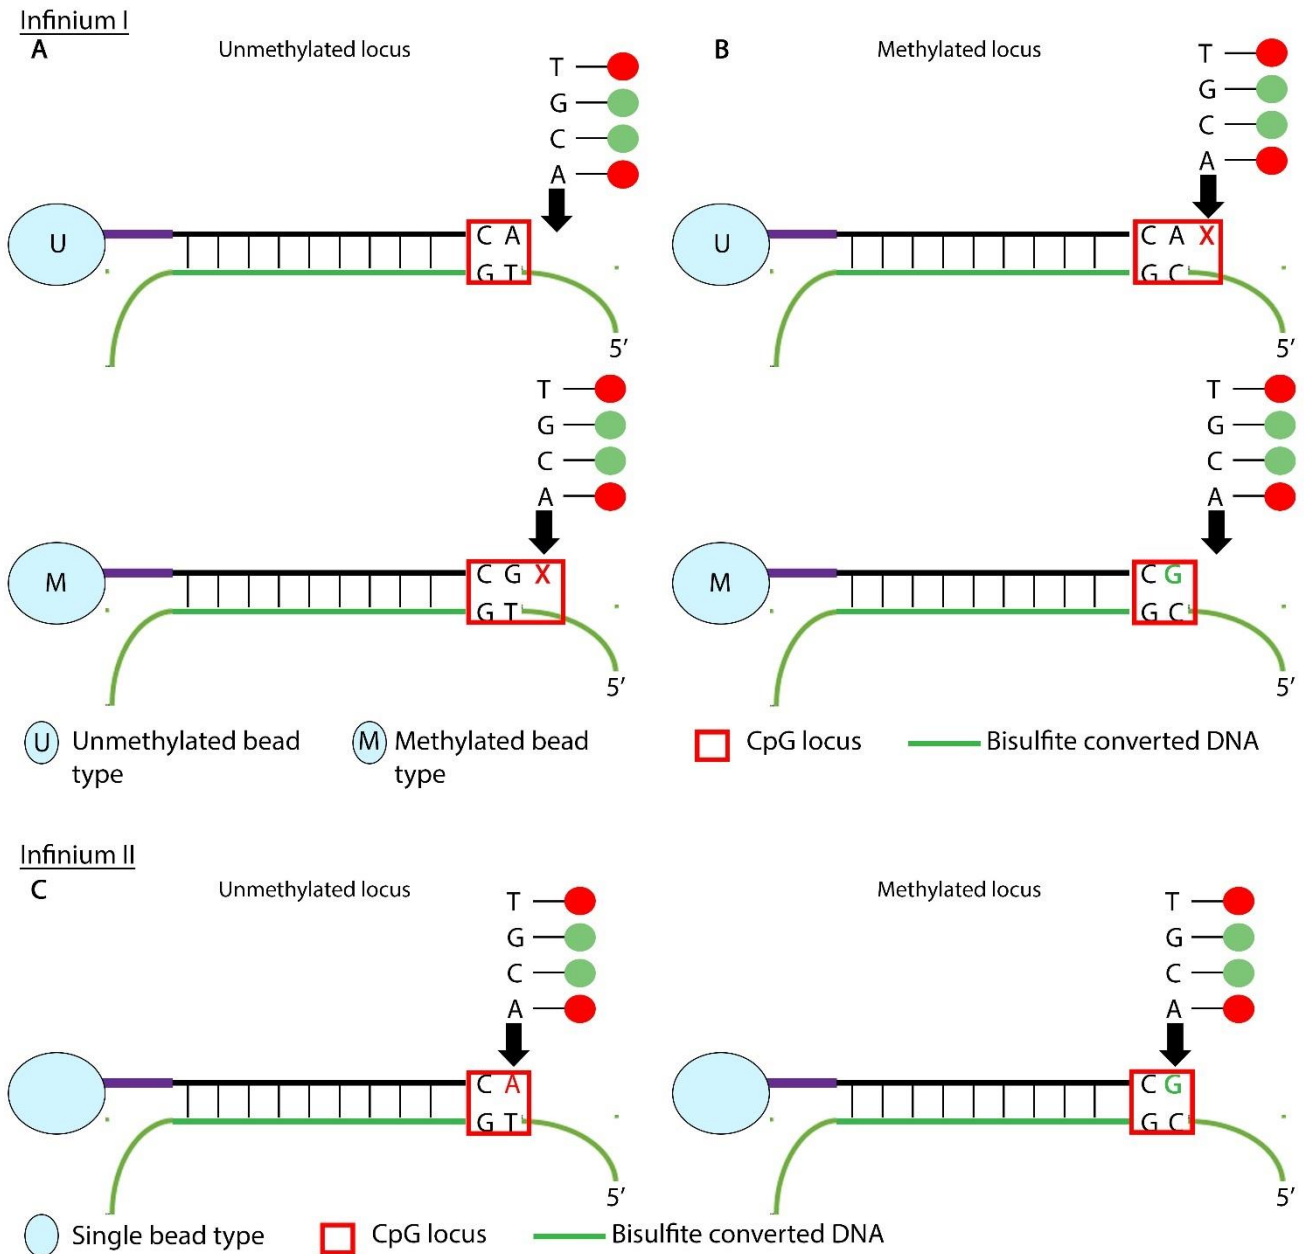 Infinium I
A Unmethylated locus
T
G
C
A
U
C A
G T
5’
B Methylated locus
T
G
C
A
U
C A X
G C
5’
T
G
C
A
M
C G X
G T
5’
T
G
C
A
M
C G
G C
5’
U Unmethylated bead
type
M Methylated bead
type
CpG locus
Bisulfite converted DNA
Infinium II
C Unmethylated locus
T
G
C
A
C A
G T
5’
Methylated locus
T
G
C
A
C G
G C
5’
Single bead type
CpG locus
Bisulfite converted DNA